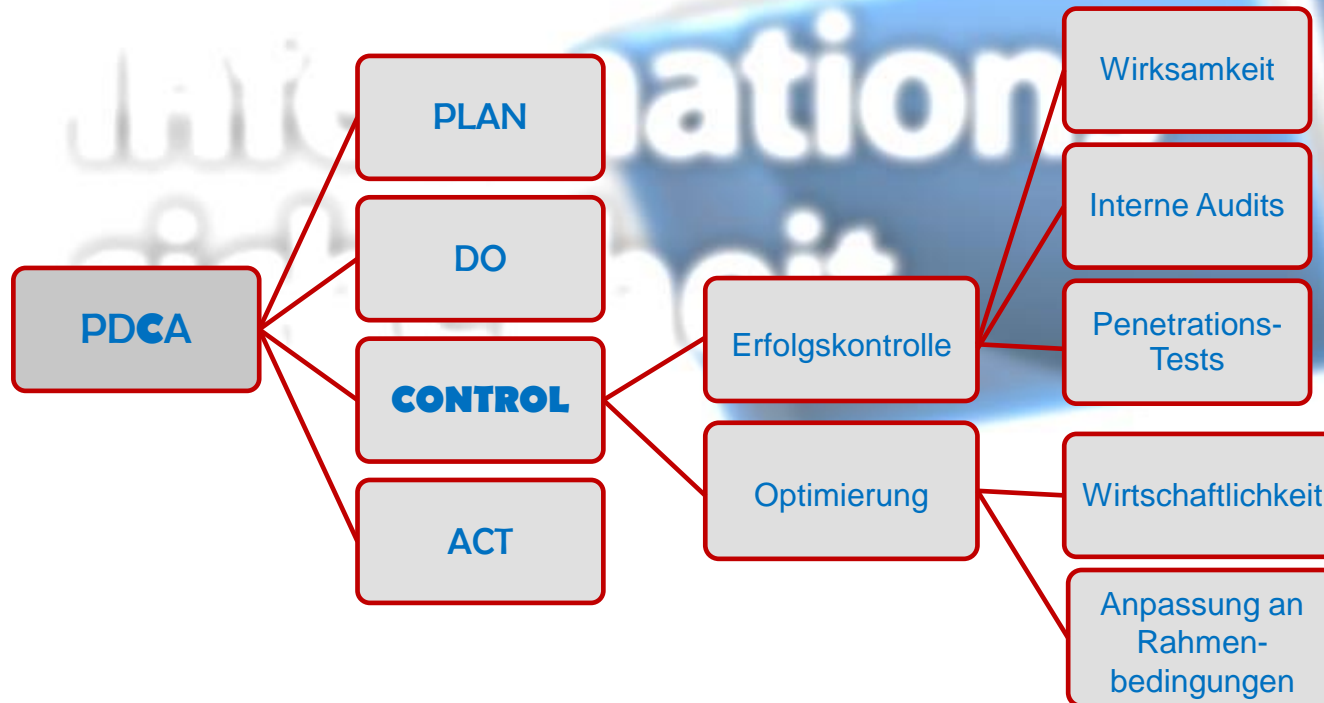 PDCA
PLAN
DO
CONTROL
ACT
Erfolgskontrolle
Optimierung
Wirksamkeit
Interne Audits
Penetrations-
Tests
Wirtschaftlichkeit
Anpassung an
Rahmen-
bedingungen